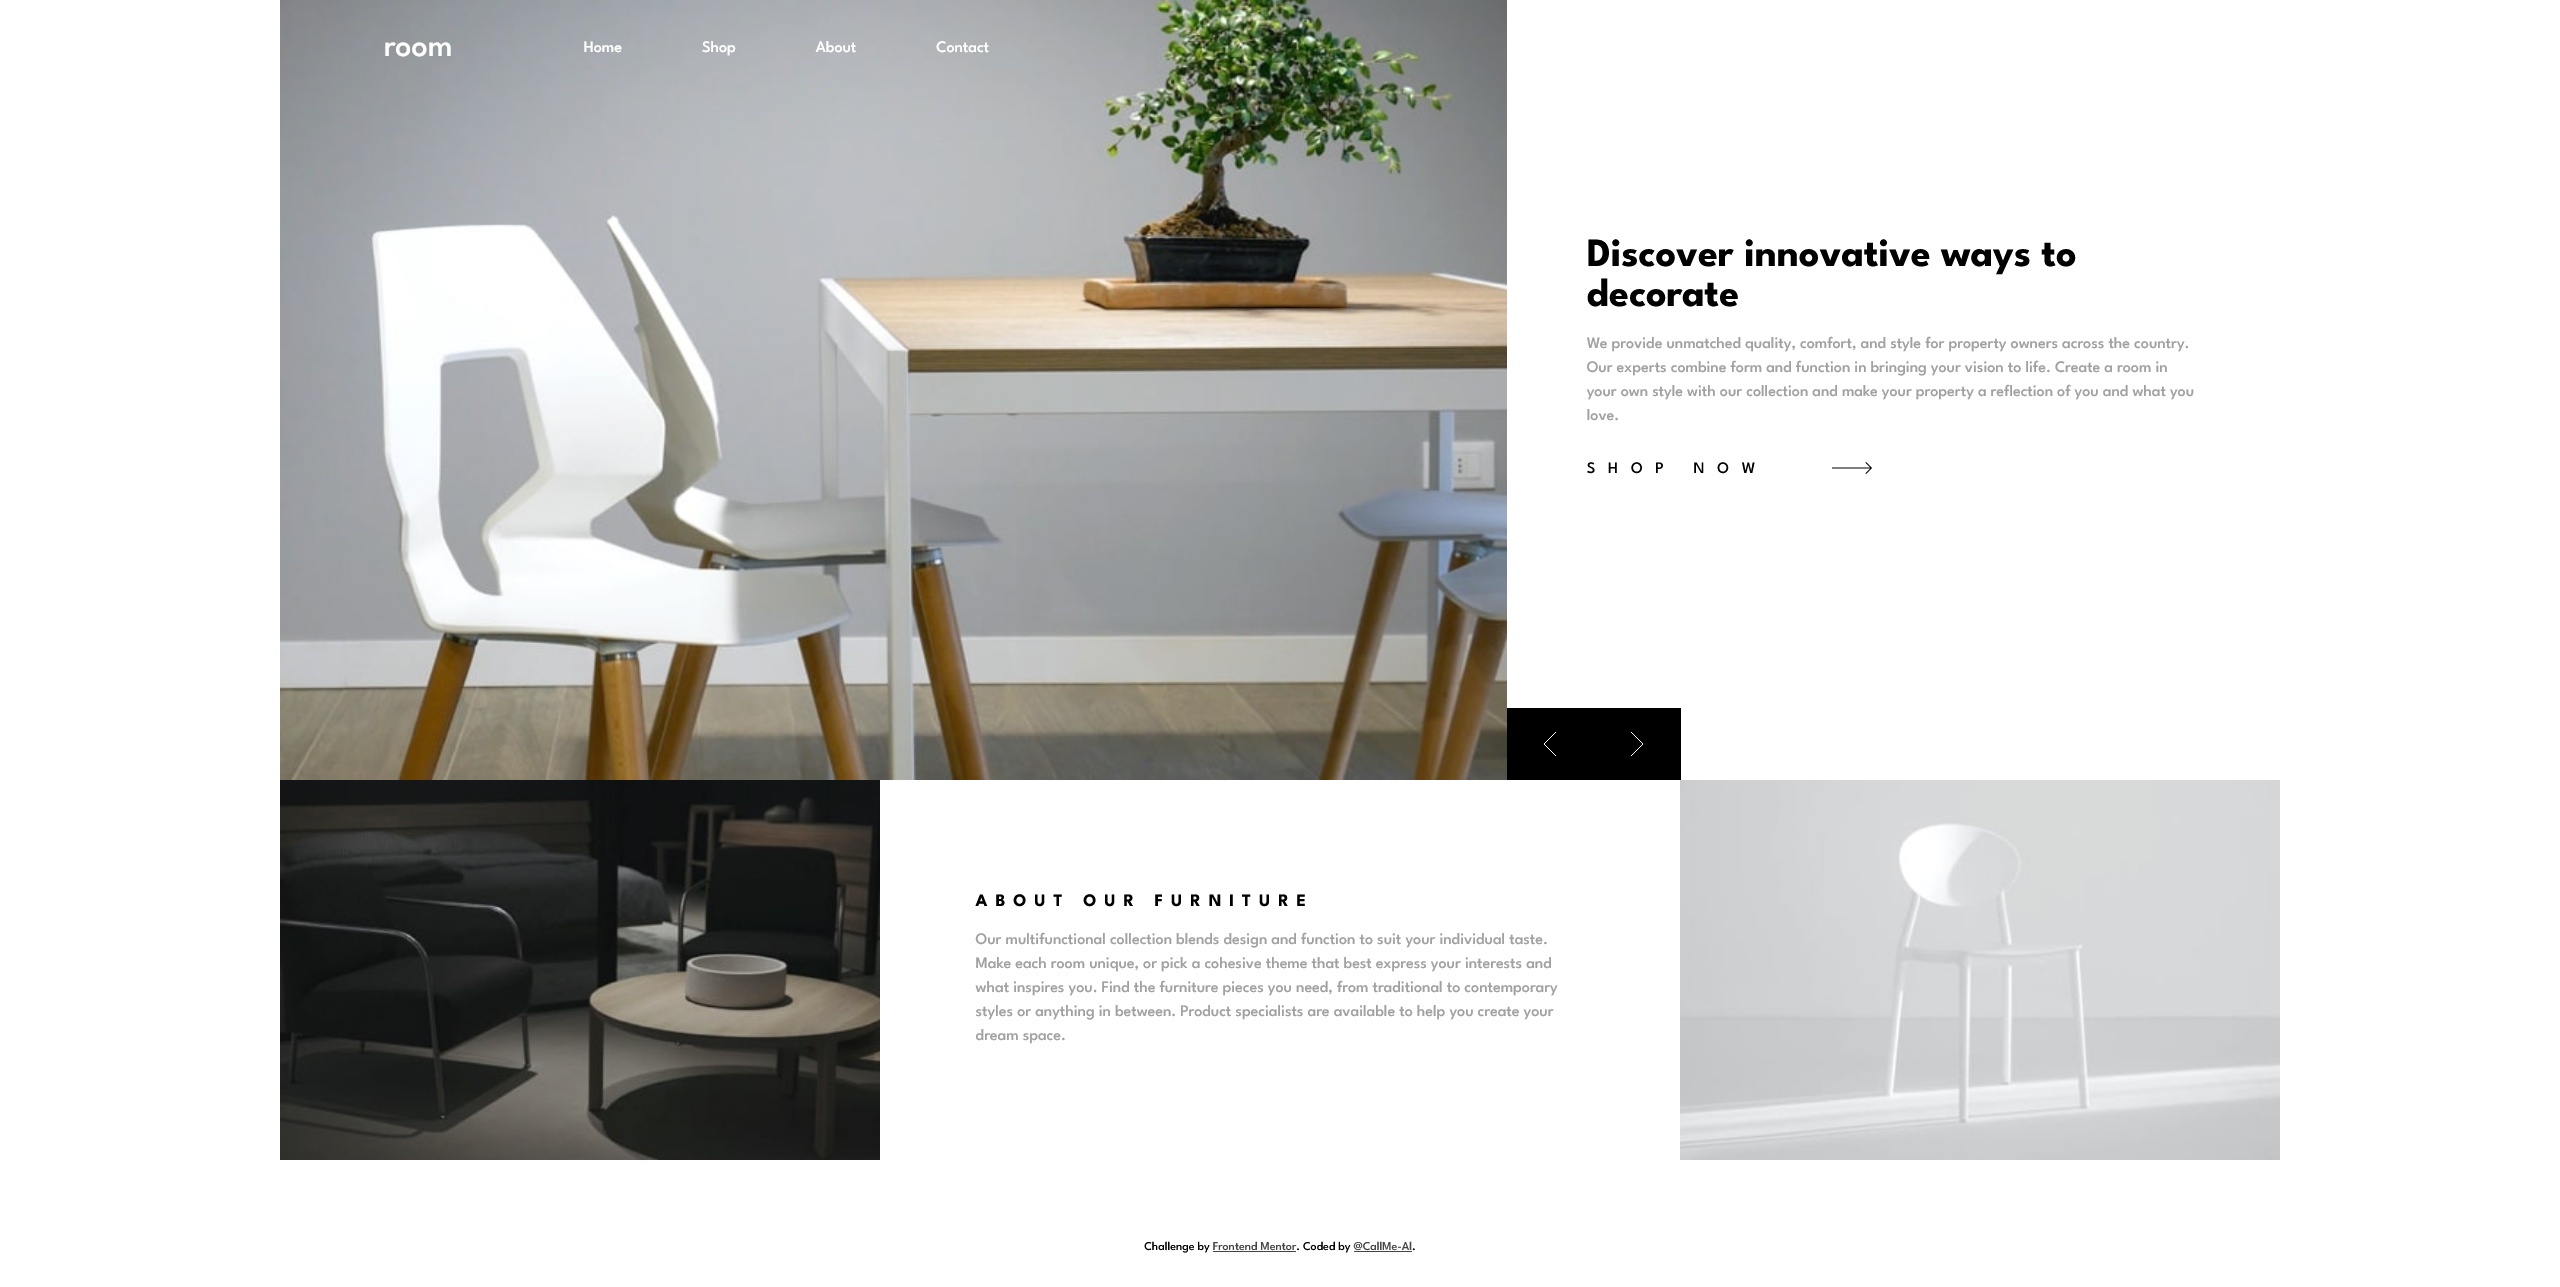 room
Home
Shop
About
Contact
Discover innovative ways to
decorate
We provide unmatched quality, comfort, and style for property owners across the country.
Our experts combine form and function in bringing your vision to life. Create a room in
your own style with our collection and make your property a reflection of you and what you
love.
SHOP NOW
ABOUT OUR FURNITURE
Our multifunctional collection blends design and function to suit your individual taste.
Make each room unique, or pick a cohesive theme that best express your interests and
what inspires you. Find the furniture pieces you need, from traditional to contemporary
styles or anything in between. Product specialists are available to help you create your
dream space.
Challenge by Frontend Mentor. Coded by @CallMe-AI.